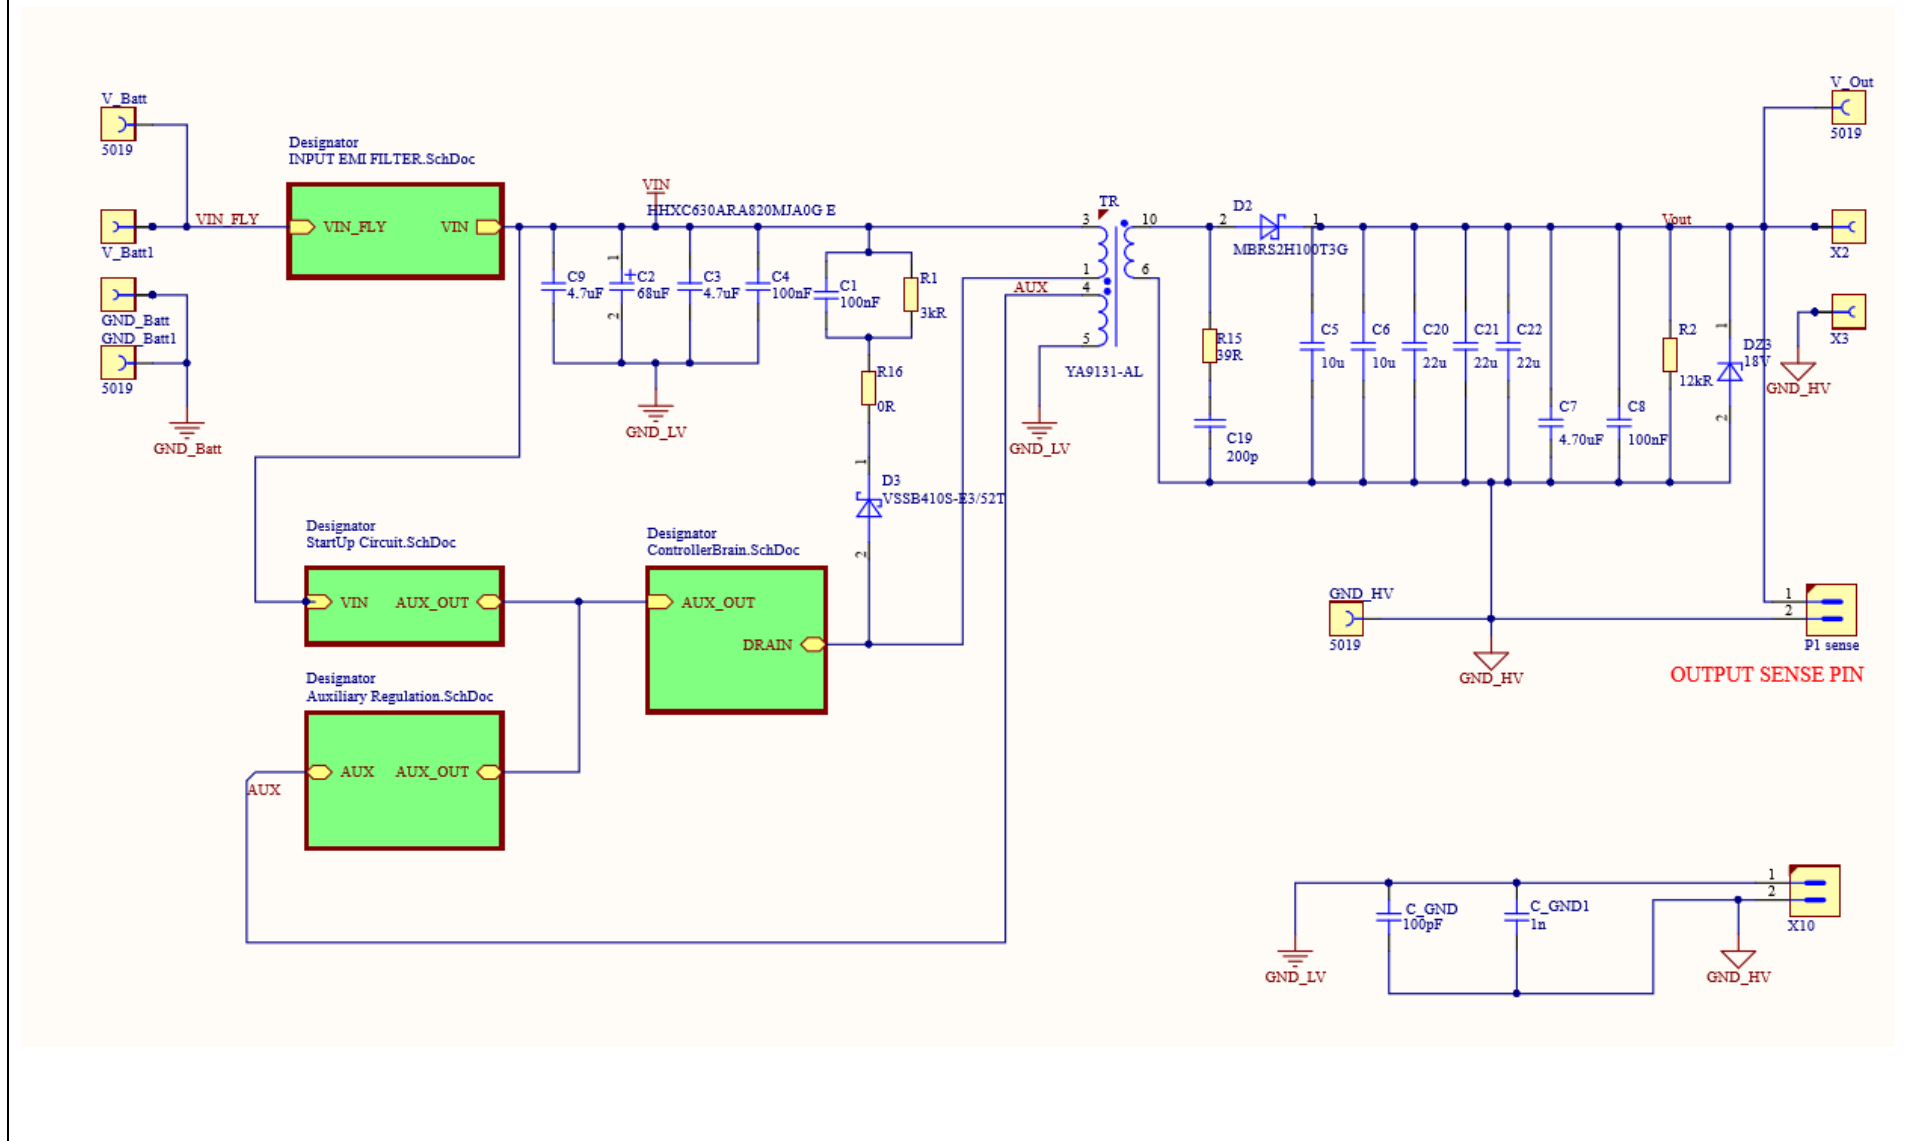 V_Batt
5019
V_Batt1
GND_Batt
GND_Batt1
5019
GND_Batt
VIN_FLY
Designator
INPUT EMI FILTER.SchDoc
VIN_FLY VIN
VIN
HHXC630ARA820MJA0G E
C9
4.7uF
1
C2
68uF
2
C3
4.7uF
C4
100nF
C1
100nF
R1
3kR
GND_LV
R16
0R
1
D3
VSSB410S-E3/52T
2
TR
3
1
4
5
10
6
AUX
YA9131-AL
GND_LV
2
D2
1
MBRS2H100T3G
R15
39R
C19
200p
C5
10u
C6
10u
C20
22u
C21
22u
C22
22u
C7
4.70uF
C8
100nF
Vout
R2
12kR
1
DZ3
18V
2
V_Out
5019
X2
X3
GND_HV
Designator
StartUp Circuit.SchDoc
VIN AUX_OUT
Designator
ControllerBrain.SchDoc
AUX_OUT
DRAIN
Designator
Auxiliary Regulation.SchDoc
AUX AUX_OUT
AUX
GND_HV
5019
GND_HV
1
2
P1 sense
OUTPUT SENSE PIN
C_GND
100pF
C_GND1
1n
1
2
X10
GND_LV
GND_HV